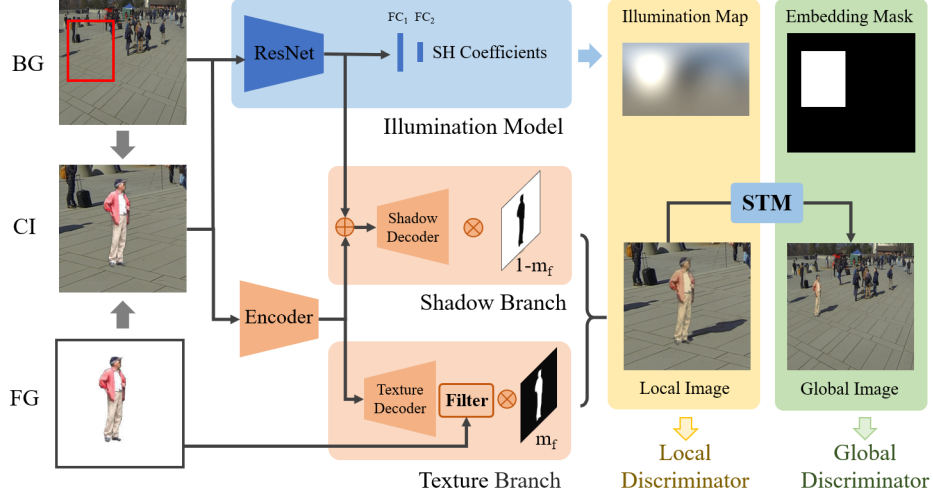 BG
CI
FG
ResNet
FC1 FC2
SH Coefficients
Illumination Model
Shadow
Decoder
1-mf
Shadow Branch
Encoder
Texture
Decoder
Filter
mf
Texture Branch
Illumination Map
Embedding Mask
STM
Local Image
Global Image
Local
Discriminator
Global
Discriminator